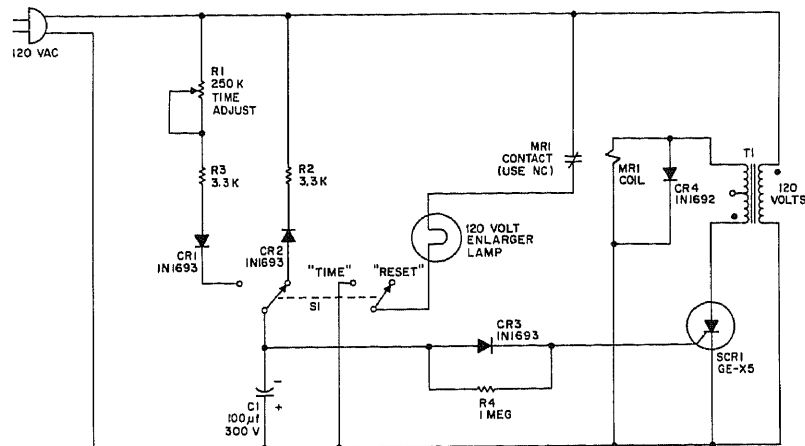 120 VAC
R1
250 K
TIME
ADJUST
R3
3.3 K
R2
3.3 K
CR1
1N1693
CR2
1N1693
"TIME"
"RESET"
S1
MR1
CONTACT
(USE NC)
120 VOLT
ENLARGER
LAMP
MR1
COIL
CR4
1N1692
T1
120
VOLTS
CR3
1N1693
R4
1 MEG
SCR1
GE-X5
C1
100µf
300 V
-
+